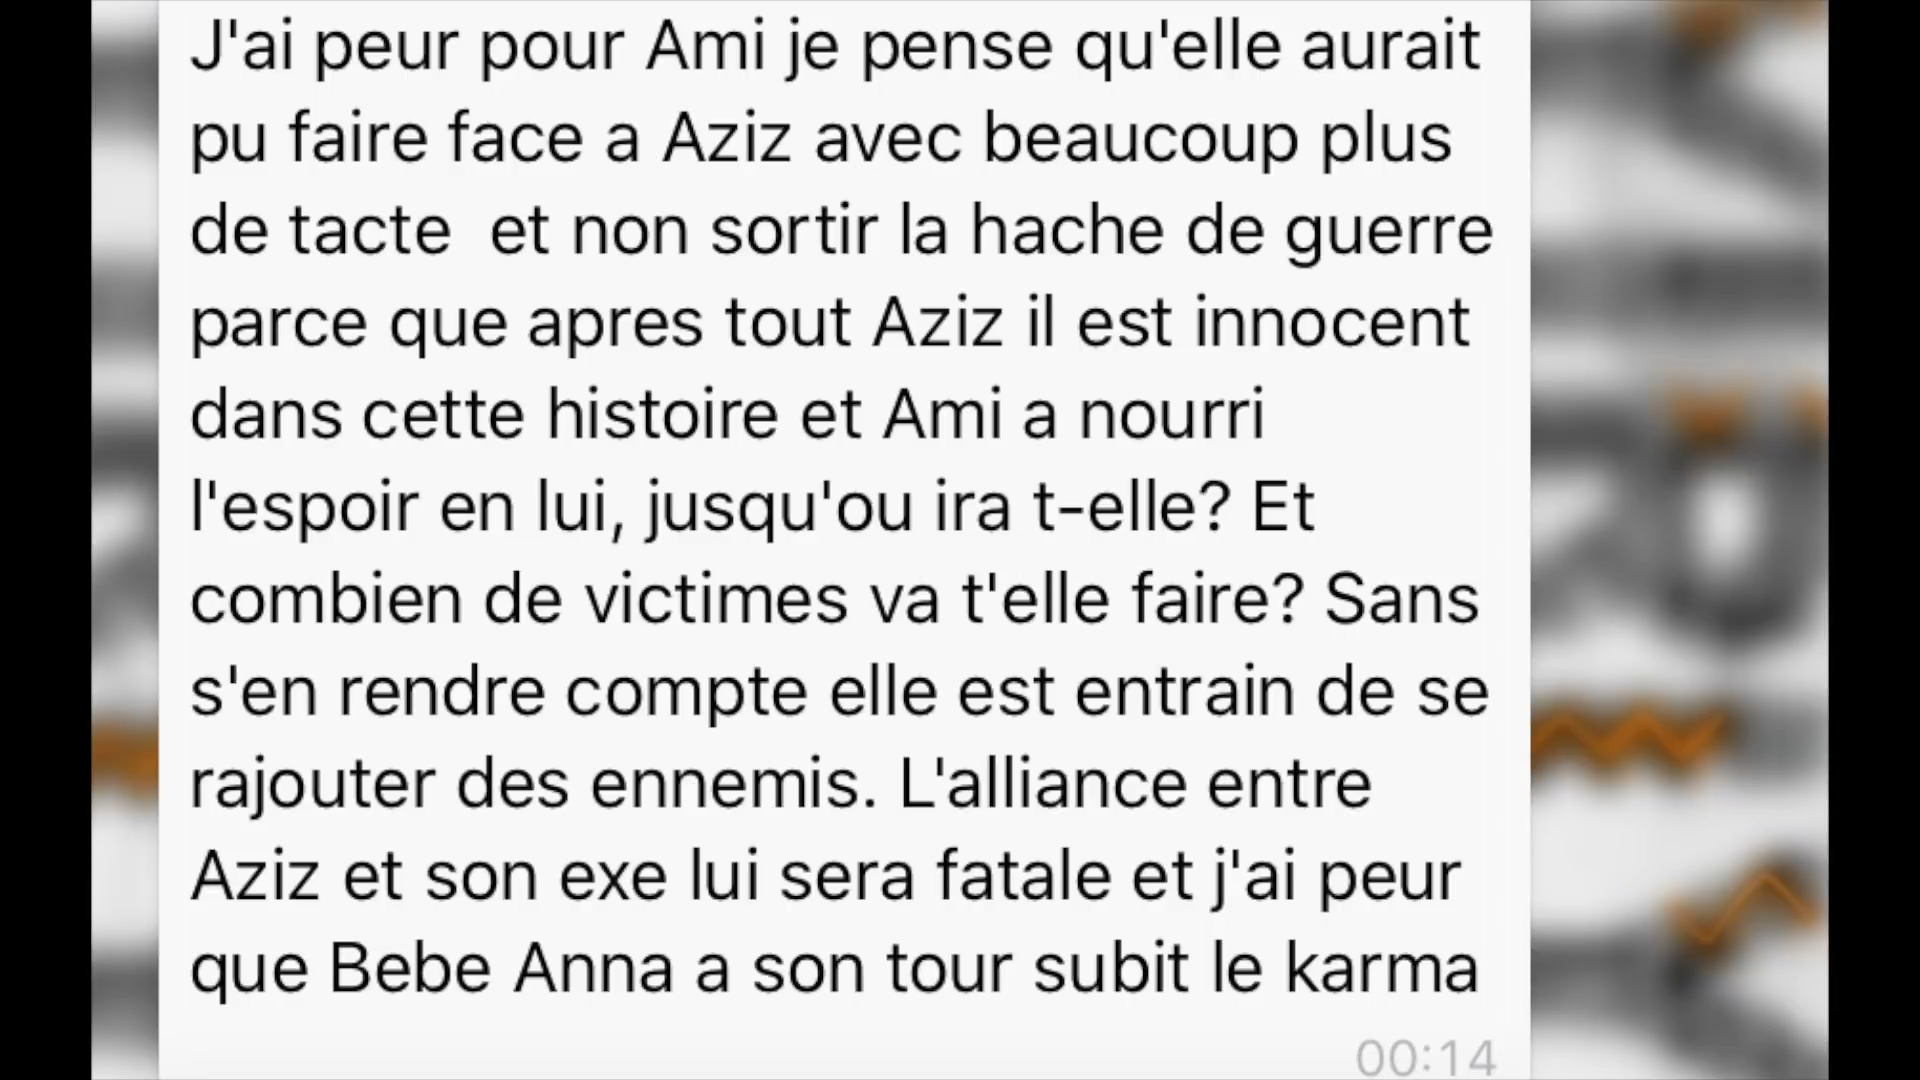 J'ai peur pour Ami je pense qu'elle aurait
pu faire face a Aziz avec beaucoup plus
de tacte  et non sortir la hache de guerre
parce que apres tout Aziz il est innocent
dans cette histoire et Ami a nourri
l'espoir en lui, jusqu'ou ira t-elle? Et
combien de victimes va t'elle faire? Sans
s'en rendre compte elle est entrain de se
rajouter des ennemis. L'alliance entre
Aziz et son exe lui sera fatale et j'ai peur
que Bebe Anna a son tour subit le karma
00:14